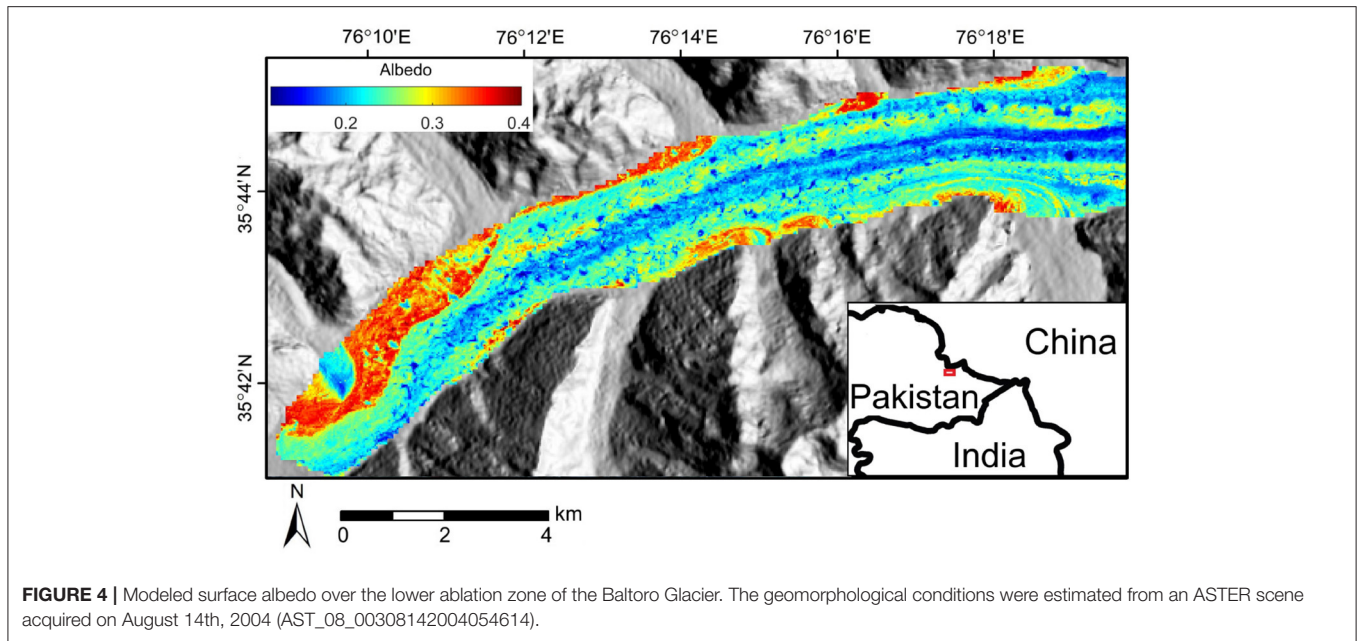 76°10'E 76°12'E 76°14'E 76°16'E 76°18'E
Albedo
0.2 0.3 0.4
35°44' N
35°42' N
China
Pakistan
India
N
km
0 2 4
FIGURE 4 | Modeled surface albedo over the lower ablation zone of the Baltoro Glacier. The geomorphological conditions were estimated from an ASTER scene
acquired on August 14th, 2004 (AST_08_00308142004054614).